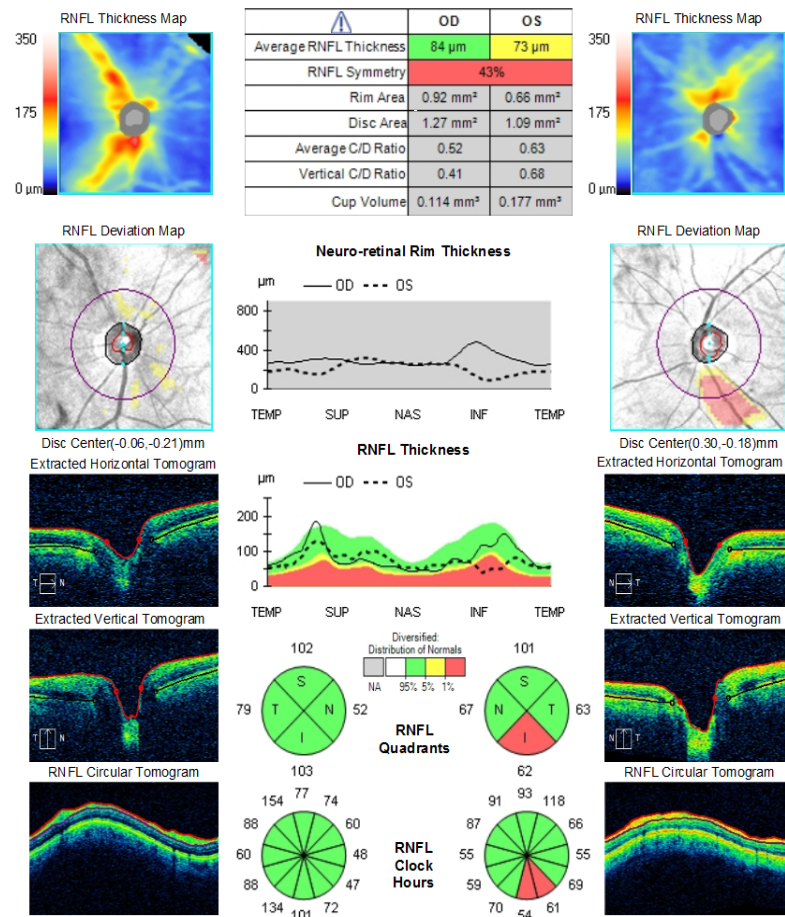 RNFL Thickness Map
350
175
0 µm
OD OS
Average RNFL Thickness 84 µm 73 µm
RNFL Symmetry 43%
Rim Area 0.92 mm² 0.66 mm²
Disc Area 1.27 mm² 1.09 mm²
Average C/D Ratio 0.52 0.63
Vertical C/D Ratio 0.41 0.68
Cup Volume 0.114 mm³ 0.177 mm³
RNFL Thickness Map
350
175
0 µm
RNFL Deviation Map
Disc Center(-0.06,-0.21)mm
Neuro-retinal Rim Thickness
µm OD OS
800
400
0
TEMP SUP NAS INF TEMP
RNFL Deviation Map
Disc Center(0.30,-0.18)mm
Extracted Horizontal Tomogram
T N
RNFL Thickness
µm OD OS
200
100
0
TEMP SUP NAS INF TEMP
Extracted Horizontal Tomogram
T N
Extracted Vertical Tomogram
T N
Diversified:
Distribution of Normals
NA 95% 5% 1%
102
S
79 T N 52
I
103
RNFL
Quadrants
101
S
67 N T 63
I
62
Extracted Vertical Tomogram
T N
RNFL Circular Tomogram
77
154 74
88 60
60 48
88 47
134 72
101
RNFL
Clock
Hours
93
91 118
87 66
55 55
59 69
70 61
54
RNFL Circular Tomogram